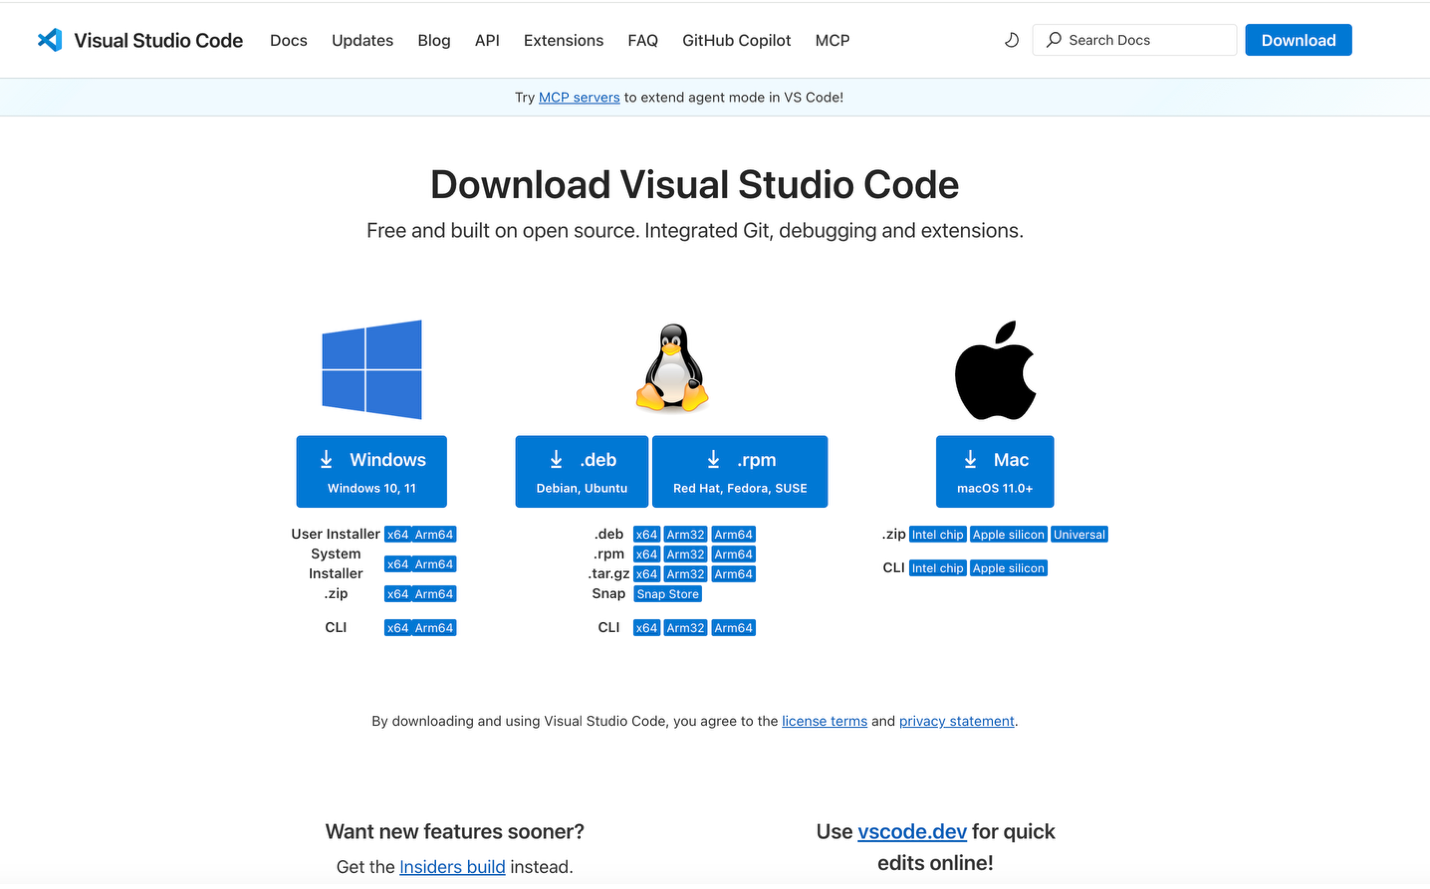 Visual Studio Code Docs Updates Blog API Extensions FAQ GitHub Copilot MCP Search Docs Download
Try MCP servers to extend agent mode in VS Code!
Download Visual Studio Code
Free and built on open source. Integrated Git, debugging and extensions.
Windows
Windows 10, 11
User Installer x64 Arm64
System
Installer x64 Arm64
.zip x64 Arm64
CLI x64 Arm64
.deb
Debian, Ubuntu
.rpm
Red Hat, Fedora, SUSE
.deb x64 Arm32 Arm64
.rpm x64 Arm32 Arm64
.tar.gz x64 Arm32 Arm64
Snap Snap Store
CLI x64 Arm32 Arm64
Mac
macOS 11.0+
.zip Intel chip Apple silicon Universal
CLI Intel chip Apple silicon
By downloading and using Visual Studio Code, you agree to the license terms and privacy statement.
Want new features sooner?
Get the Insiders build instead.
Use vscode.dev for quick
edits online!